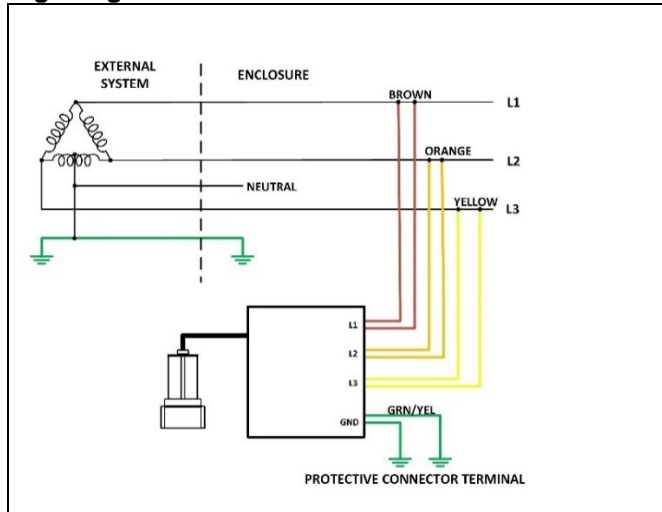 EXTERNAL
SYSTEM
ENCLOSURE
BROWN
L1
ORANGE
L2
NEUTRAL
YELLOW
L3
L1
L2
L3
GRN/YEL
GND
PROTECTIVE CONNECTOR TERMINAL